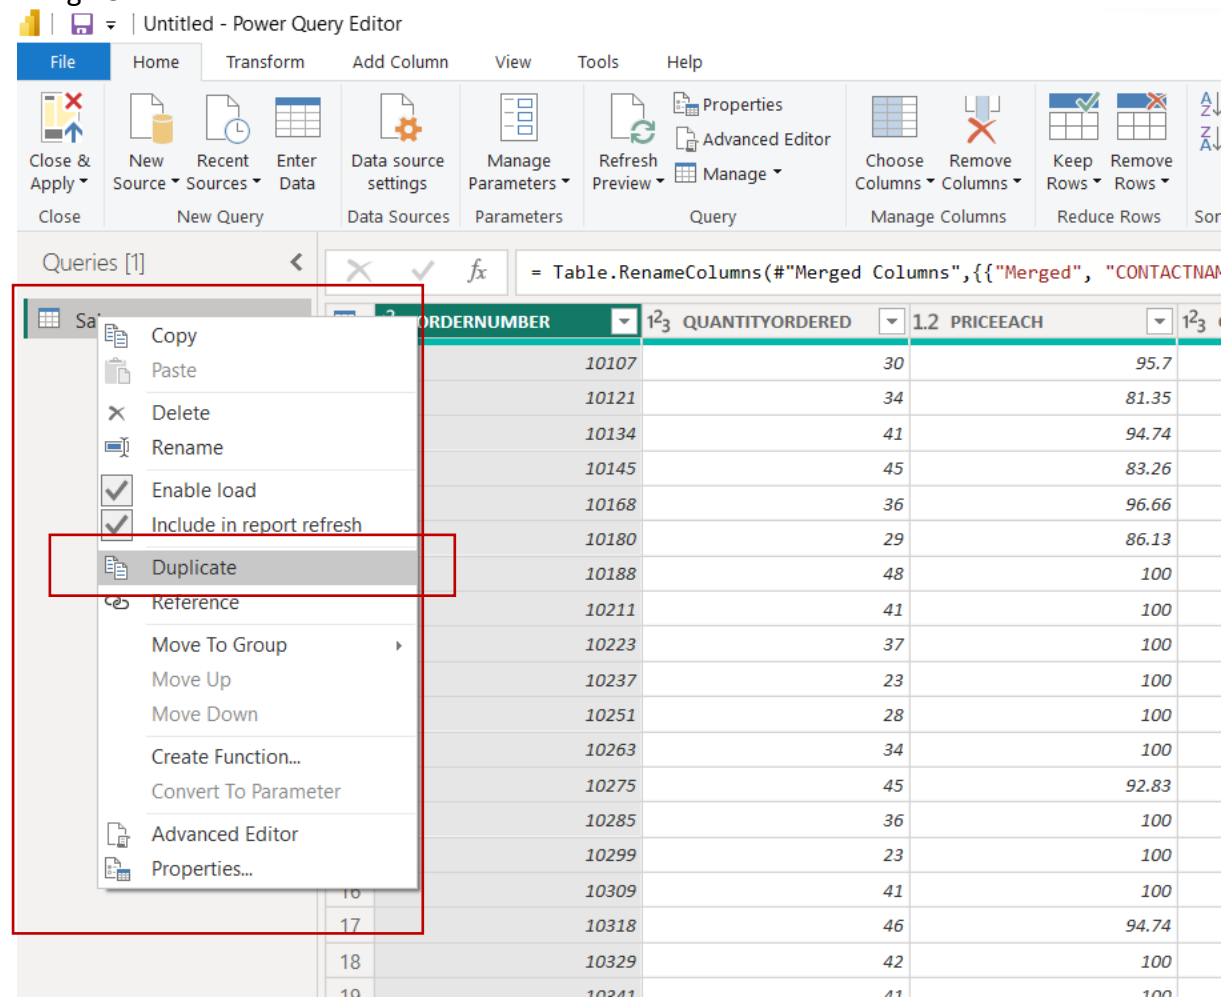 Untitled - Power Query Editor
File Home Transform Add Column View Tools Help
Close & Apply
New Source
Recent Sources
Enter Data
Data source settings
Manage Parameters
Refresh Preview
Properties
Advanced Editor
Manage
Choose Columns
Remove Columns
Keep Rows
Remove Rows
Close New Query Data Sources Parameters Query Manage Columns Reduce Rows
Queries [1]
fx = Table.RenameColumns(#"Merged Columns",{{"Merged", "CONTACTNAM
ORDERNUMBER 1²3 QUANTITYORDERED 1.2 PRICEEACH 1²3
Copy
Paste
Delete
Rename
Enable load
Include in report refresh
Duplicate
Reference
Move To Group
Move Up
Move Down
Create Function...
Convert To Parameter
Advanced Editor
Properties...
10107 30 95.7
10121 34 81.35
10134 41 94.74
10145 45 83.26
10168 36 96.66
10180 29 86.13
10188 48 100
10211 41 100
10223 37 100
10237 23 100
10251 28 100
10263 34 100
10275 45 92.83
10285 36 100
10299 23 100
16 10309 41 100
17 10318 46 94.74
18 10329 42 100
19 10341 41 100